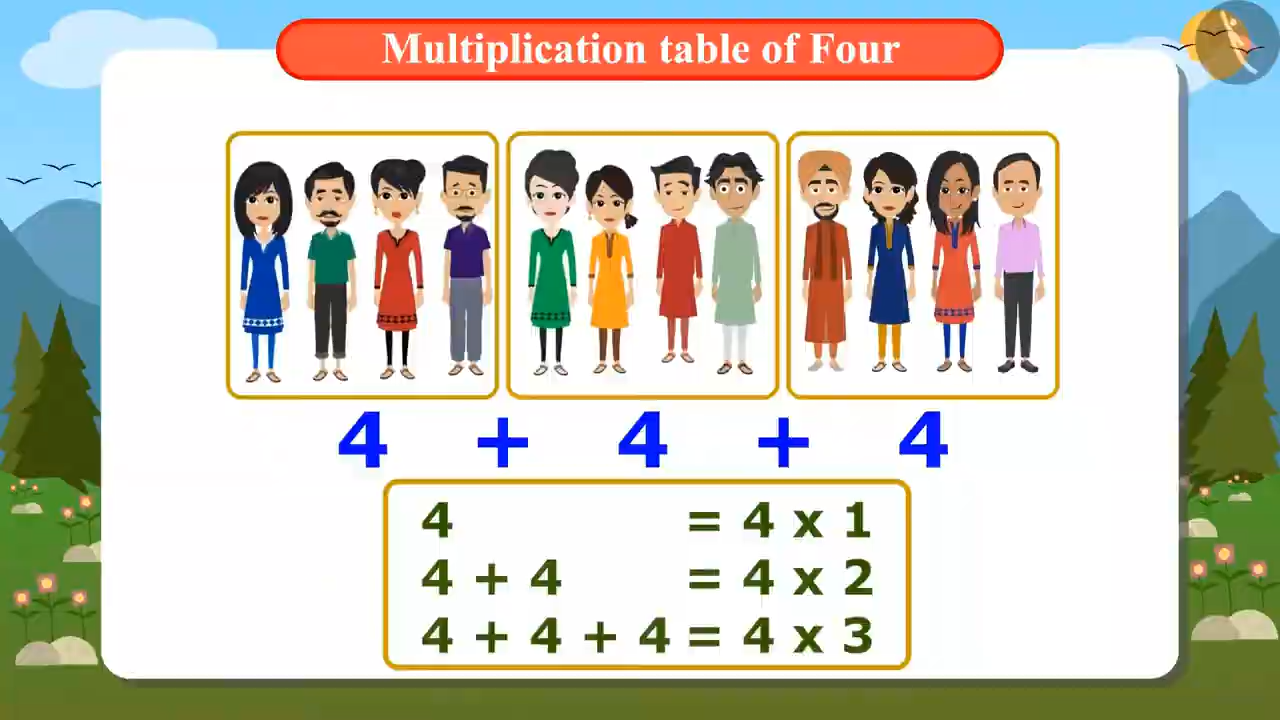 Multiplication table of Four
4 + 4 + 4
4 = 4 x 1
4 + 4 = 4 x 2
4 + 4 + 4 = 4 x 3